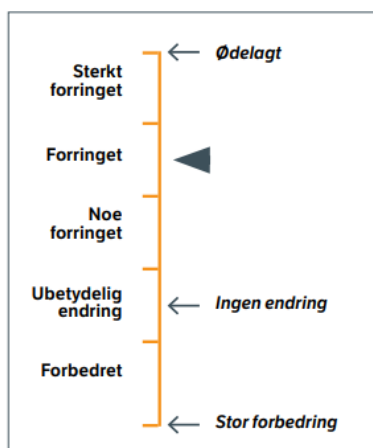 Ødelagt
Sterkt
forringet
Forringet
Noe
forringet
Ubetydelig
endring
Ingen endring
Forbedret
Stor forbedring